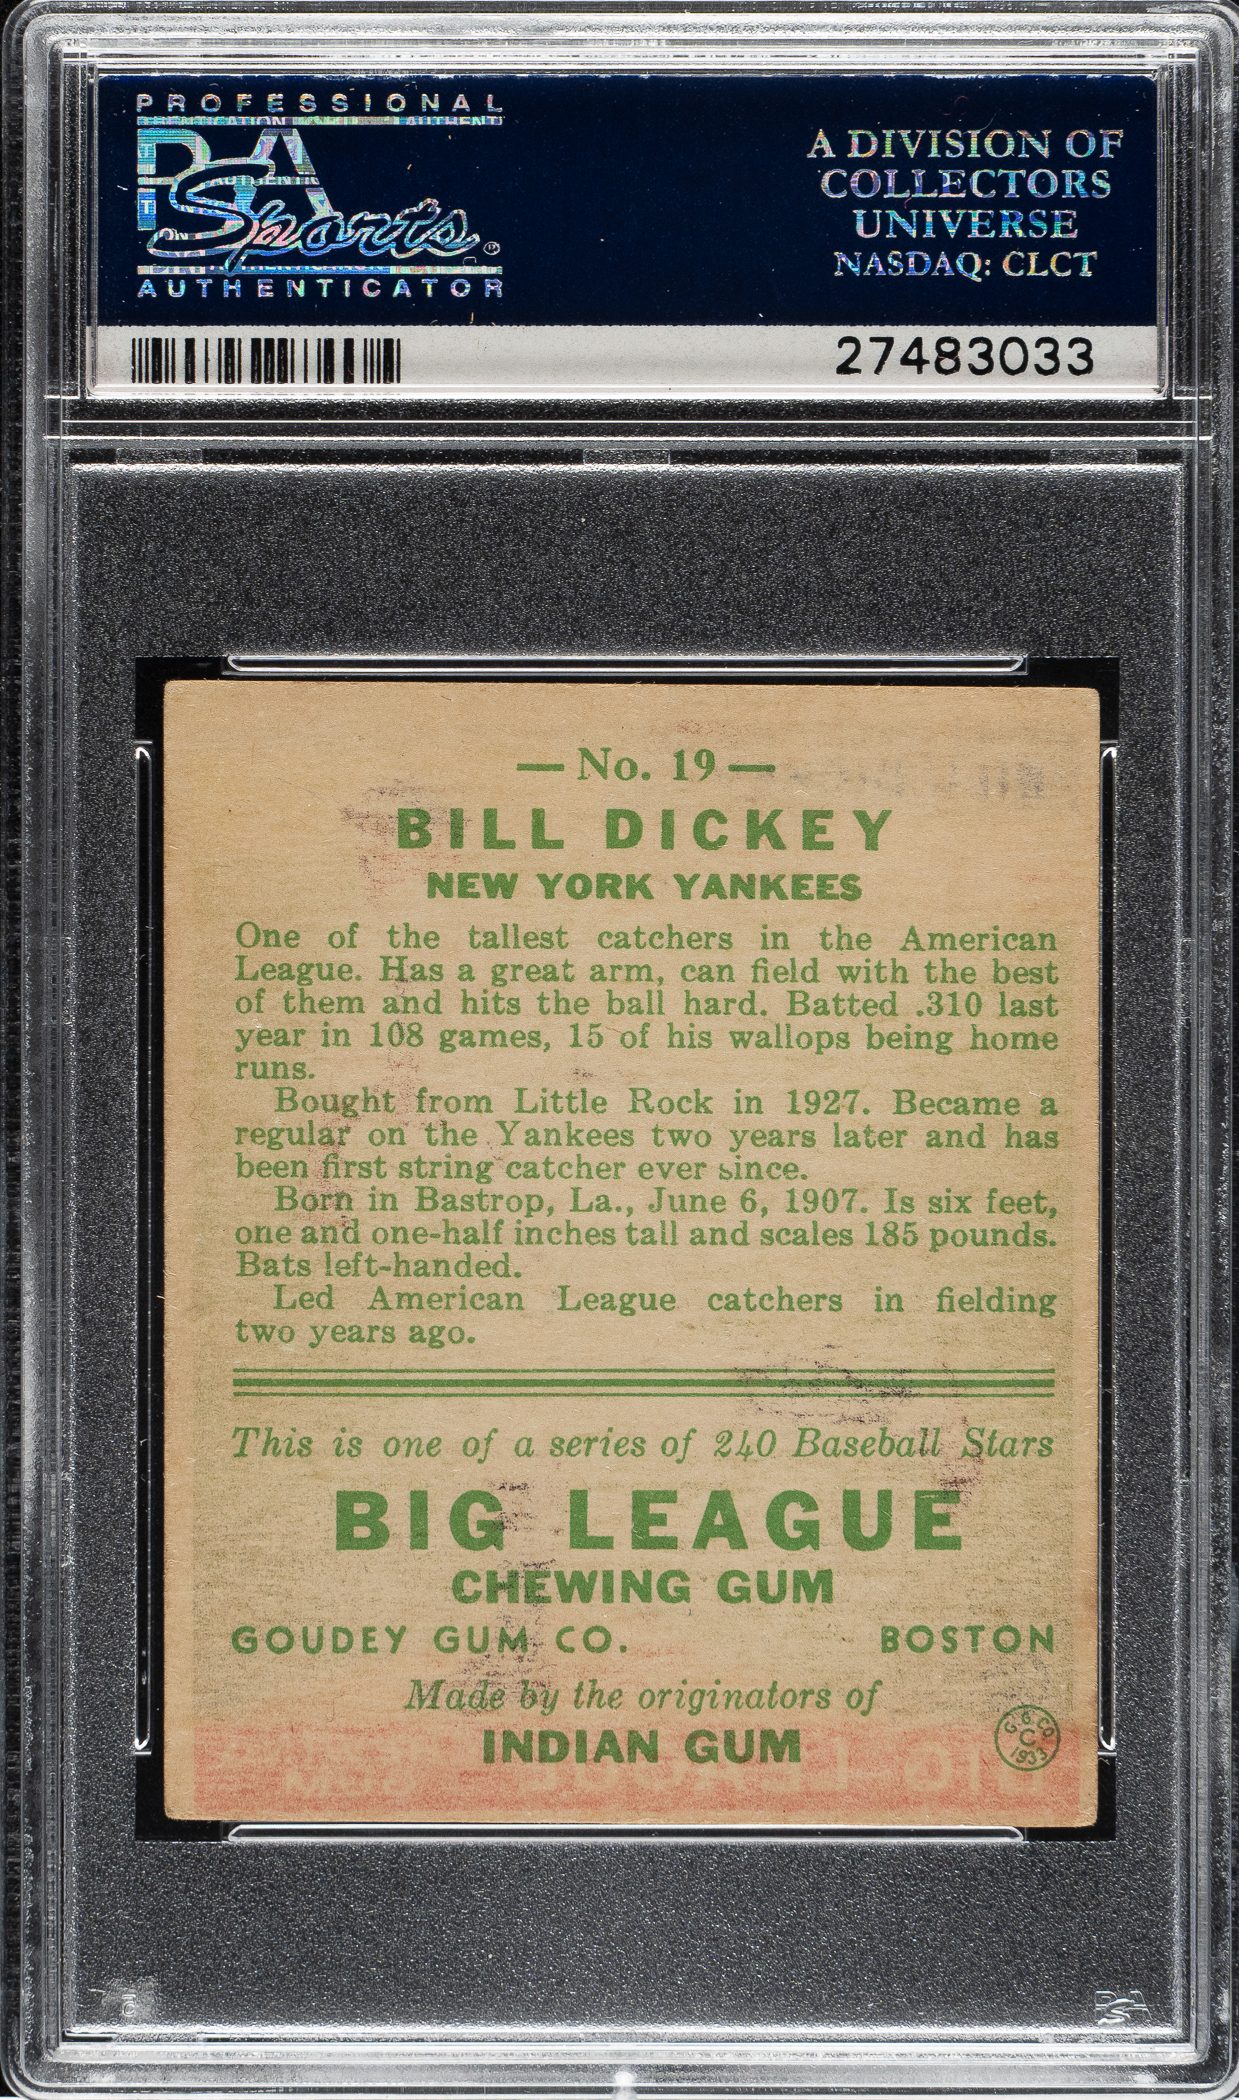 PROFESSIONAL
PSA
Sports
AUTHENTICATOR
A DIVISION OF
COLLECTORS
UNIVERSE
NASDAQ: CLCT
27483033
— No. 19 —
BILL DICKEY
NEW YORK YANKEES
One of the tallest catchers in the American
League. Has a great arm, can field with the best
of them and hits the ball hard. Batted .310 last
year in 108 games, 15 of his wallops being home
runs.
Bought from Little Rock in 1927. Became a
regular on the Yankees two years later and has
been first string catcher ever since.
Born in Bastrop, La., June 6, 1907. Is six feet,
one and one-half inches tall and scales 185 pounds.
Bats left-handed.
Led American League catchers in fielding
two years ago.
This is one of a series of 240 Baseball Stars
BIG LEAGUE
CHEWING GUM
GOUDEY GUM CO. BOSTON
Made by the originators of
INDIAN GUM
G. G. CO.
C
1933
PSA